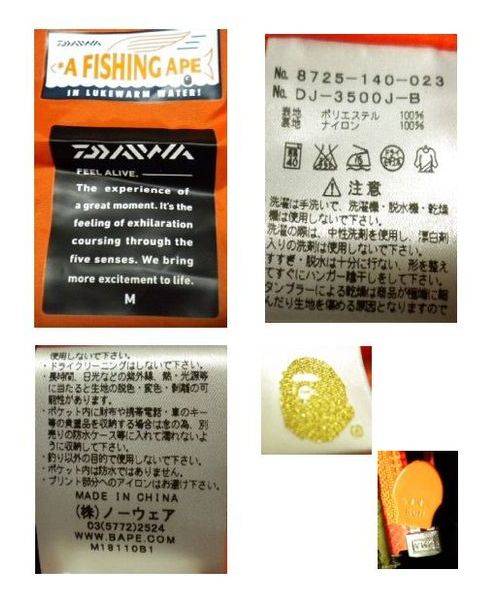 DAIWA
*A FISHING APE
IN LUKEWARM WATER!
DAIWA
FEEL ALIVE.
The experience of
a great moment. It's the
feeling of exhilaration
coursing through the
five senses. We bring
more excitement to life.
M
No. 8725-140-023
No. DJ-3500J-B
表地 ポリエステル 100%
裏地 ナイロン 100%
40
注意
洗濯は手洗いで、洗濯機・脱水機・乾燥
機は使用しないで下さい。
洗濯の際は、中性洗剤を使用し、漂白剤
入りの洗剤は使用しないで下さい。
すすぎ・脱水は十分に行ない、形を整え
てすぐにハンガー陰干しをして下さい。
タンブラーによる乾燥は商品が極端に縮
んだり生地を傷める原因となりますので
使用しないで下さい。
・ドライクリーニングはしないで下さい。
・長時間、日光などの紫外線、熱・光源等
に当たると生地の脱色・変色・剥離の可
能性があります。
・ポケット内に財布や携帯電話・車のキー
等の貴重品を収納する場合は念の為、別
売りの防水ケース等に入れて濡れないよ
うに収納して下さい。
・釣り以外の目的で使用しないで下さい。
・ポケット内は防水ではありません。
・プリント部分へのアイロンはお避け下さい。
MADE IN CHINA
(株)ノーウェア
03(5772)2524
WWW.BAPE.COM
M18110B1